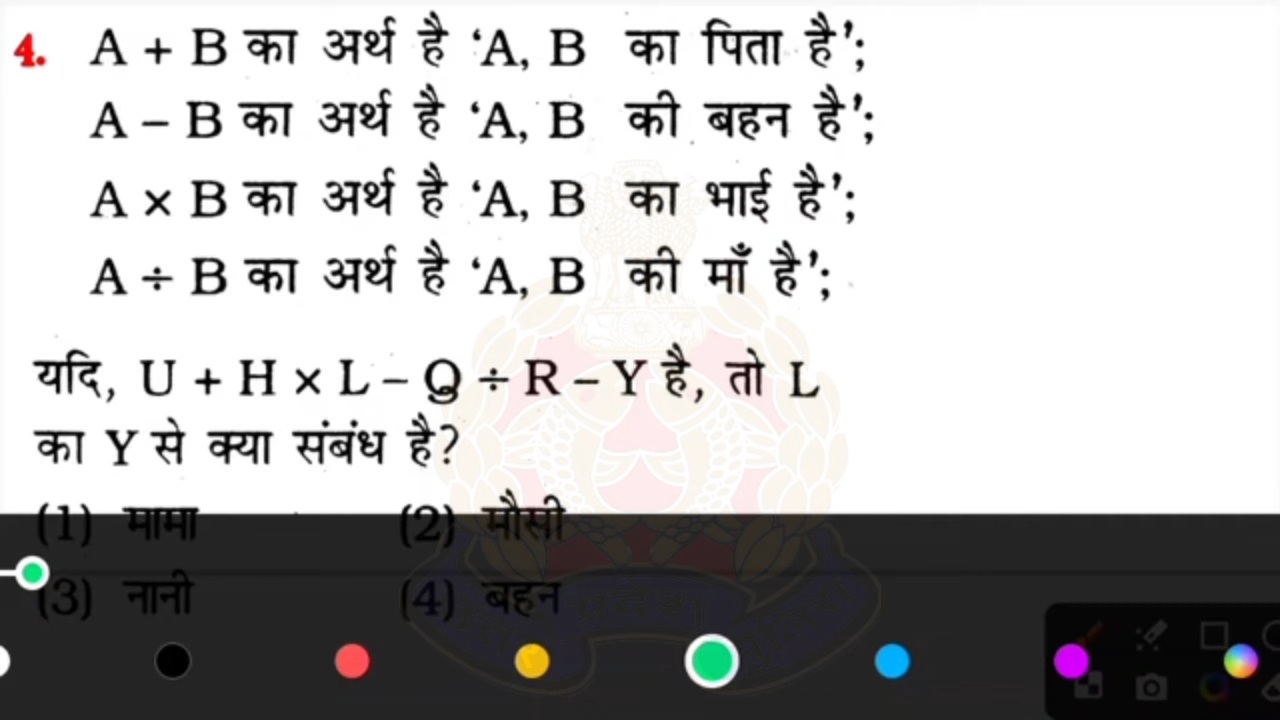 4. A + B का अर्थ है ‘A, B का पिता है’;
A – B का अर्थ है ‘A, B की बहन है’;
A × B का अर्थ है ‘A, B का भाई है’;
A ÷ B का अर्थ है ‘A, B की माँ है’;
यदि, U + H × L – Q ÷ R – Y है, तो L
का Y से क्या संबंध है?
(1) मामा (2) मौसी
(3) नानी (4) बहन